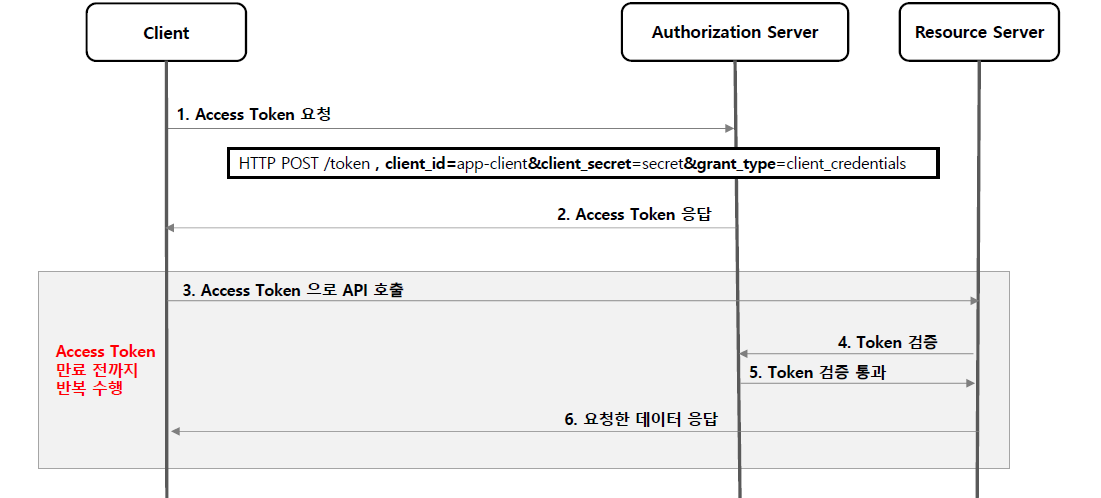 Client
Authorization Server
Resource Server
1. Access Token 요청
HTTP POST /token , client_id=app-client&client_secret=secret&grant_type=client_credentials
2. Access Token 응답
3. Access Token 으로 API 호출
Access Token
만료 전까지
반복 수행
4. Token 검증
5. Token 검증 통과
6. 요청한 데이터 응답